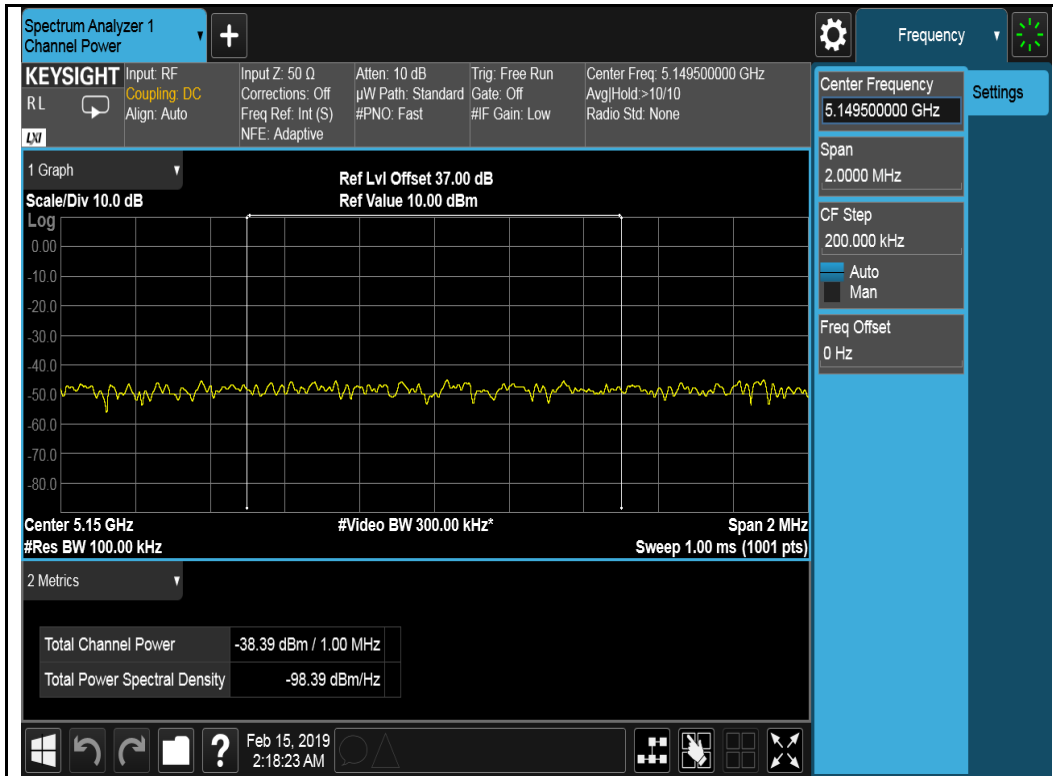 Spectrum Analyzer 1
Channel Power
Frequency
KEYSIGHT
RL
LXI
Input: RF
Coupling: DC
Align: Auto
Input Z: 50 Ω
Corrections: Off
Freq Ref: Int (S)
NFE: Adaptive
Atten: 10 dB
µW Path: Standard
#PNO: Fast
Trig: Free Run
Gate: Off
#IF Gain: Low
Center Freq: 5.149500000 GHz
Avg|Hold:>10/10
Radio Std: None
1 Graph
Scale/Div 10.0 dB
Ref Lvl Offset 37.00 dB
Ref Value 10.00 dBm
Log
0.00
-10.0
-20.0
-30.0
-40.0
-50.0
-60.0
-70.0
-80.0
Center 5.15 GHz
#Res BW 100.00 kHz
#Video BW 300.00 kHz*
Span 2 MHz
Sweep 1.00 ms (1001 pts)
2 Metrics
Total Channel Power -38.39 dBm / 1.00 MHz
Total Power Spectral Density -98.39 dBm/Hz
Feb 15, 2019
2:18:23 AM
Center Frequency
5.149500000 GHz
Span
2.0000 MHz
CF Step
200.000 kHz
Auto
Man
Freq Offset
0 Hz
Settings